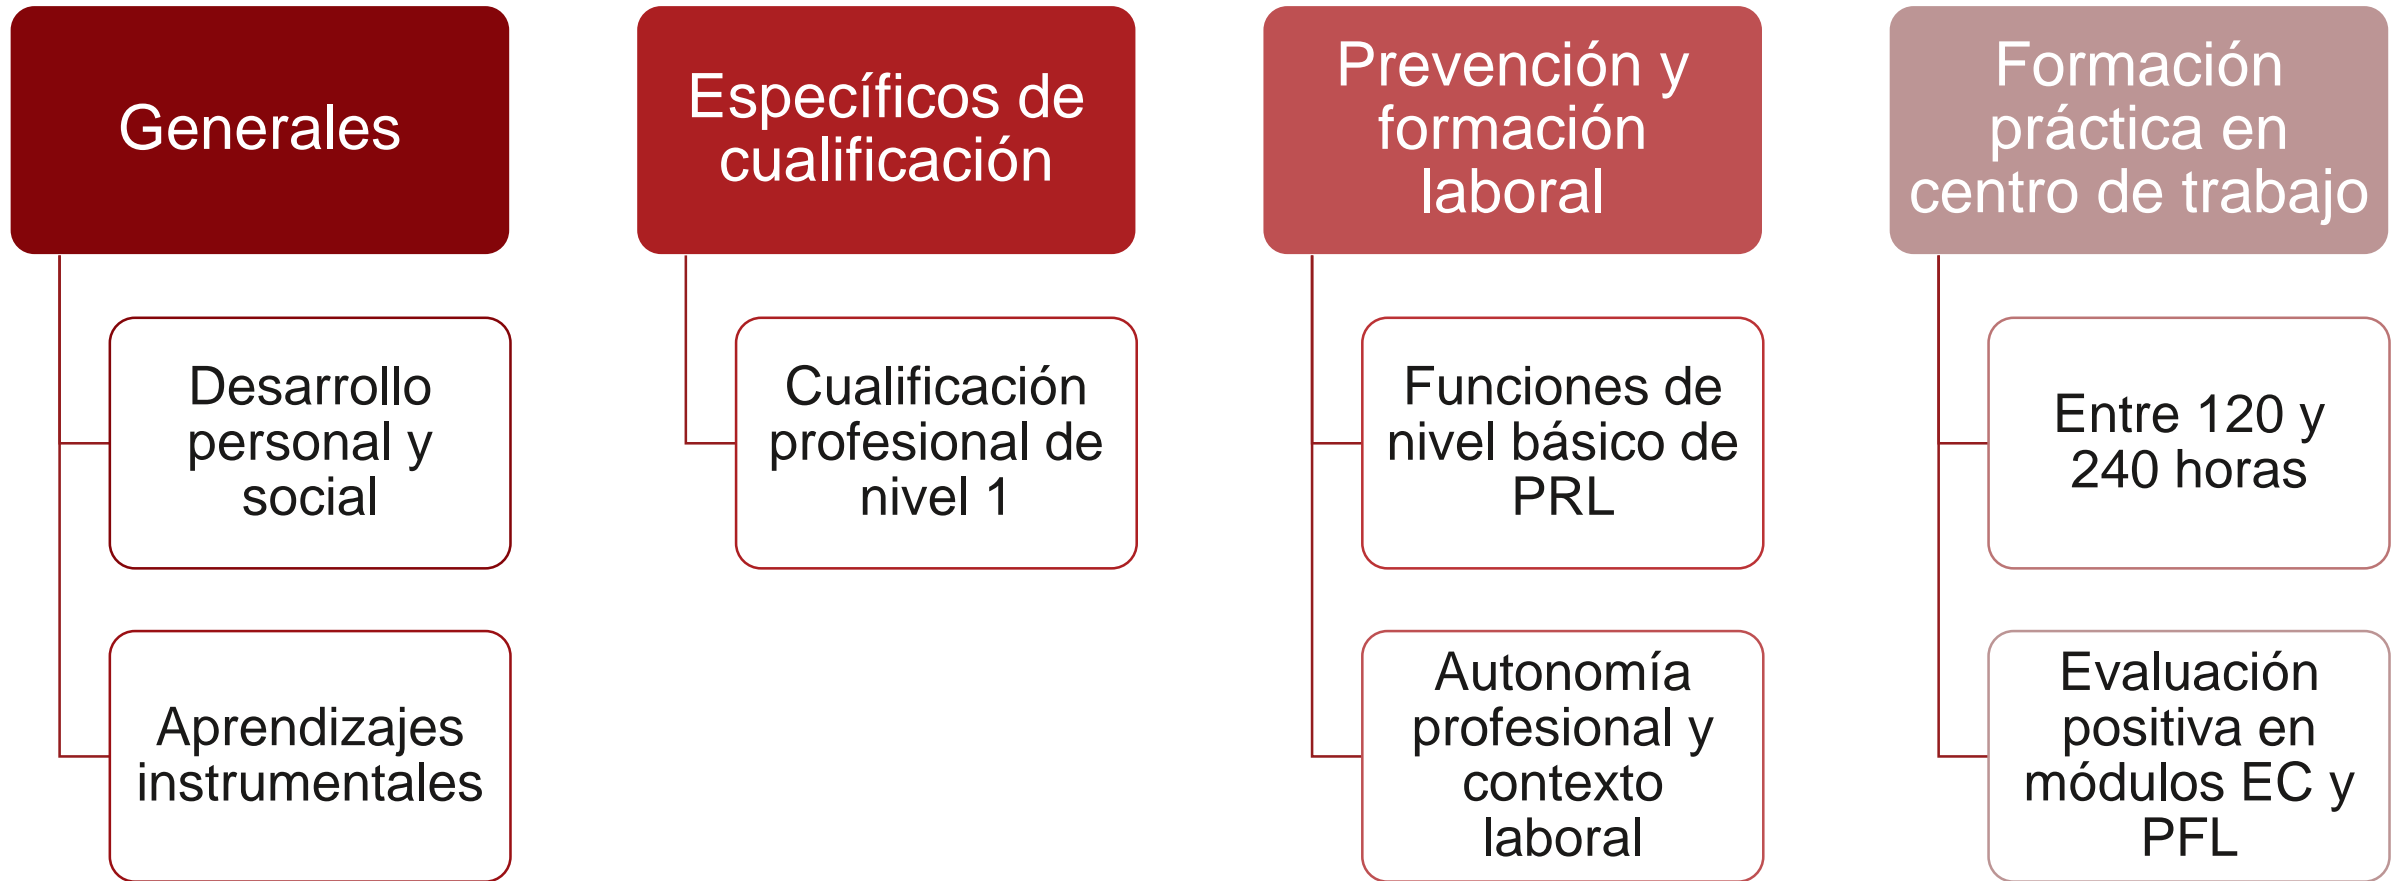 Generales
Desarrollo
personal y
social
Aprendizajes
instrumentales
Específicos de
cualificación
Cualificación
profesional de
nivel 1
Prevención y
formación
laboral
Funciones de
nivel básico de
PRL
Autonomía
profesional y
contexto
laboral
Formación
práctica en
centro de trabajo
Entre 120 y
240 horas
Evaluación
positiva en
módulos EC y
PFL